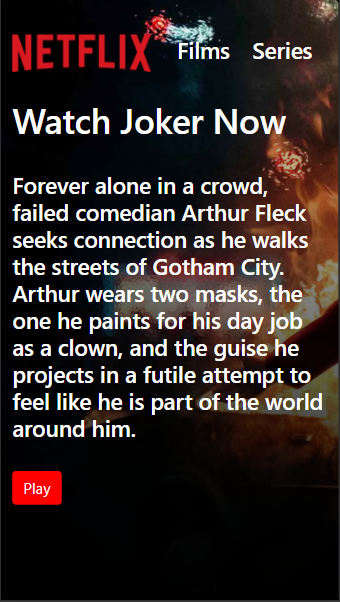 NETFLIX Films Series
Watch Joker Now
Forever alone in a crowd,
failed comedian Arthur Fleck
seeks connection as he walks
the streets of Gotham City.
Arthur wears two masks, the
one he paints for his day job
as a clown, and the guise he
projects in a futile attempt to
feel like he is part of the world
around him.
Play